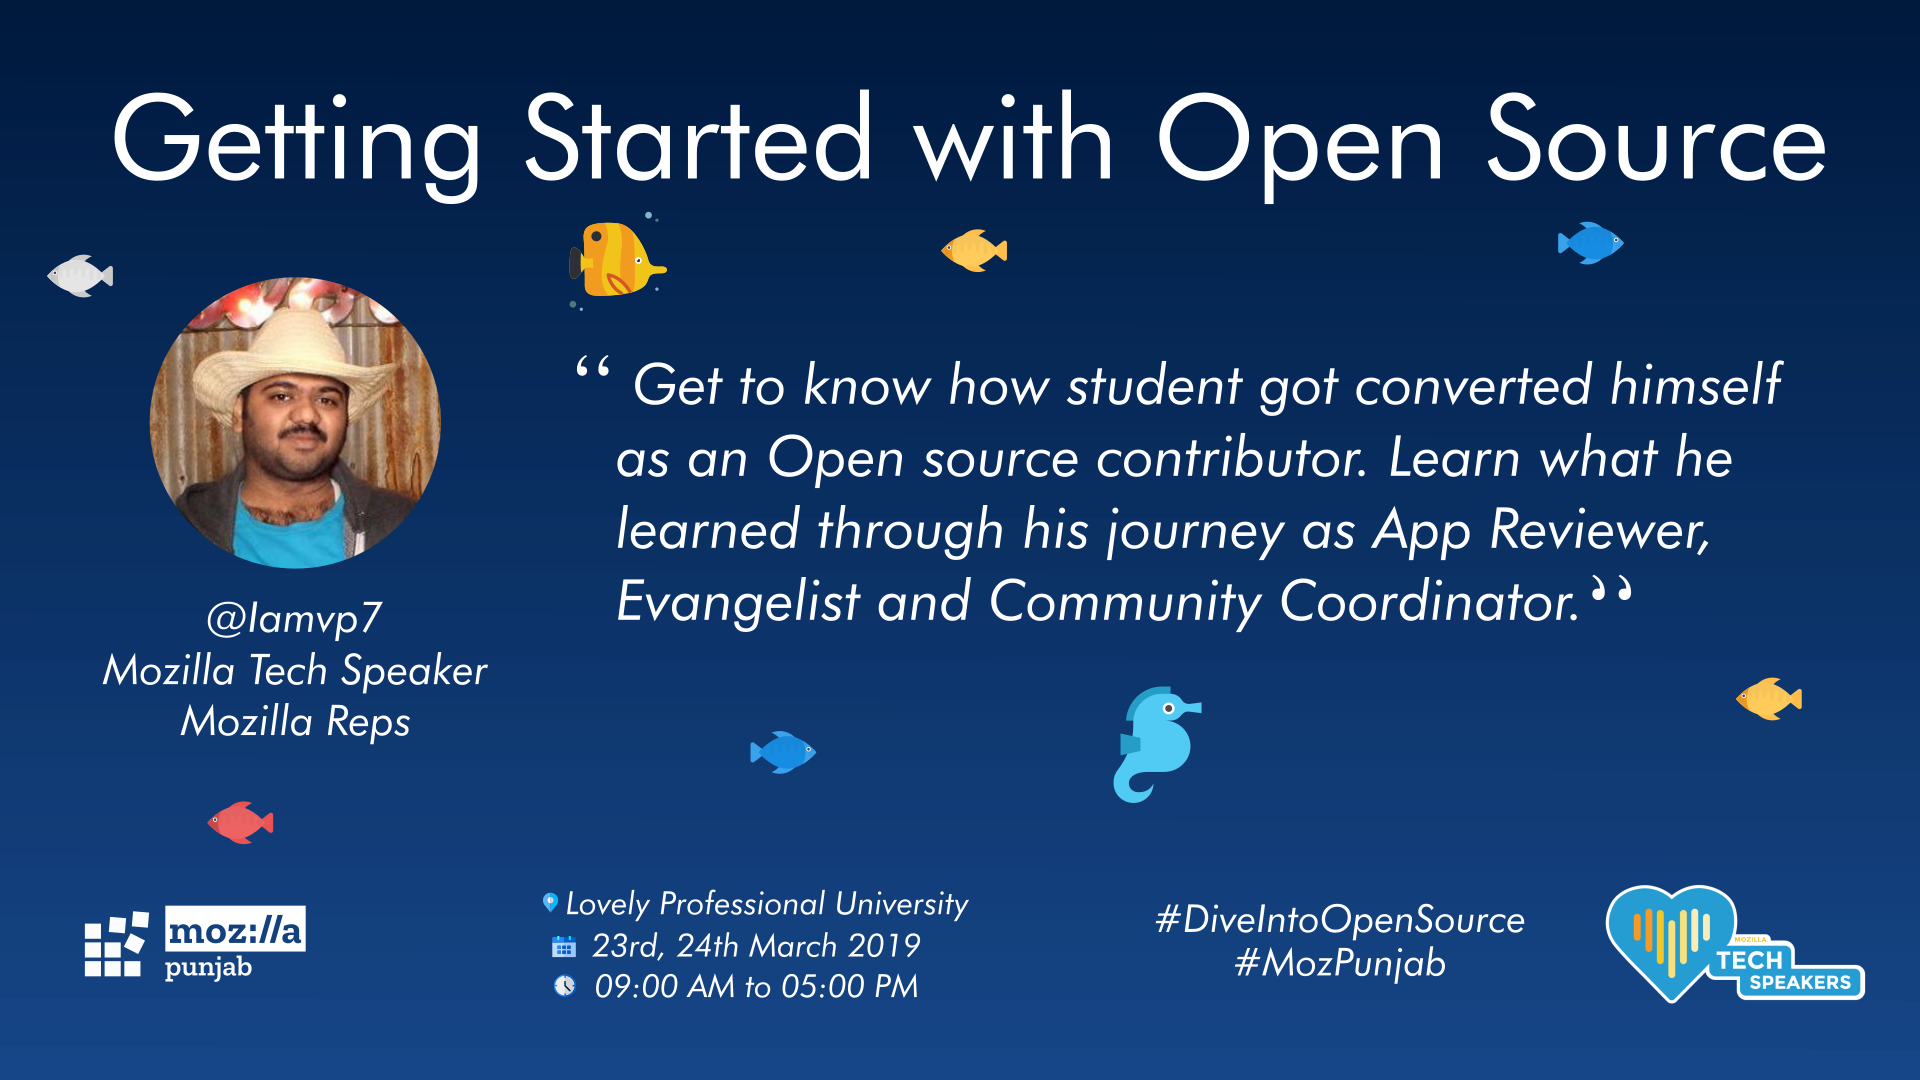 Getting Started with Open Source
“ Get to know how student got converted himself
as an Open source contributor. Learn what he
learned through his journey as App Reviewer,
Evangelist and Community Coordinator.”
@Iamvp7
Mozilla Tech Speaker
Mozilla Reps
moz://a
punjab
Lovely Professional University
23rd, 24th March 2019
09:00 AM to 05:00 PM
#DiveIntoOpenSource
#MozPunjab
MOZILLA
TECH
SPEAKERS